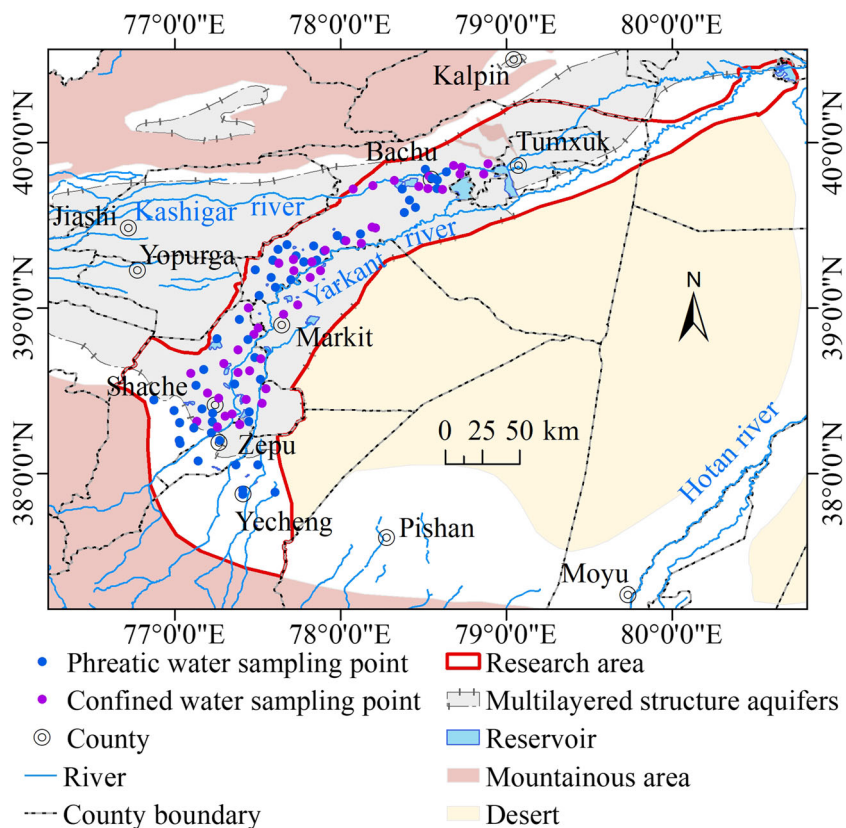 77°0'0"E 78°0'0"E 79°0'0"E 80°0'0"E
Kalpin
40°0'0"N
40°0'0"N
Bachu
Tumxuk
Jiashi
Kashigar river
Yopurga
Yarkant river
N
39°0'0"N
39°0'0"N
Markit
Shache
0 25 50 km
Zepu
38°0'0"N
38°0'0"N
Hotan river
Yecheng
Pishan
Moyu
77°0'0"E 78°0'0"E 79°0'0"E 80°0'0"E
Phreatic water sampling point
Confined water sampling point
County
River
County boundary
Research area
Multilayered structure aquifers
Reservoir
Mountainous area
Desert